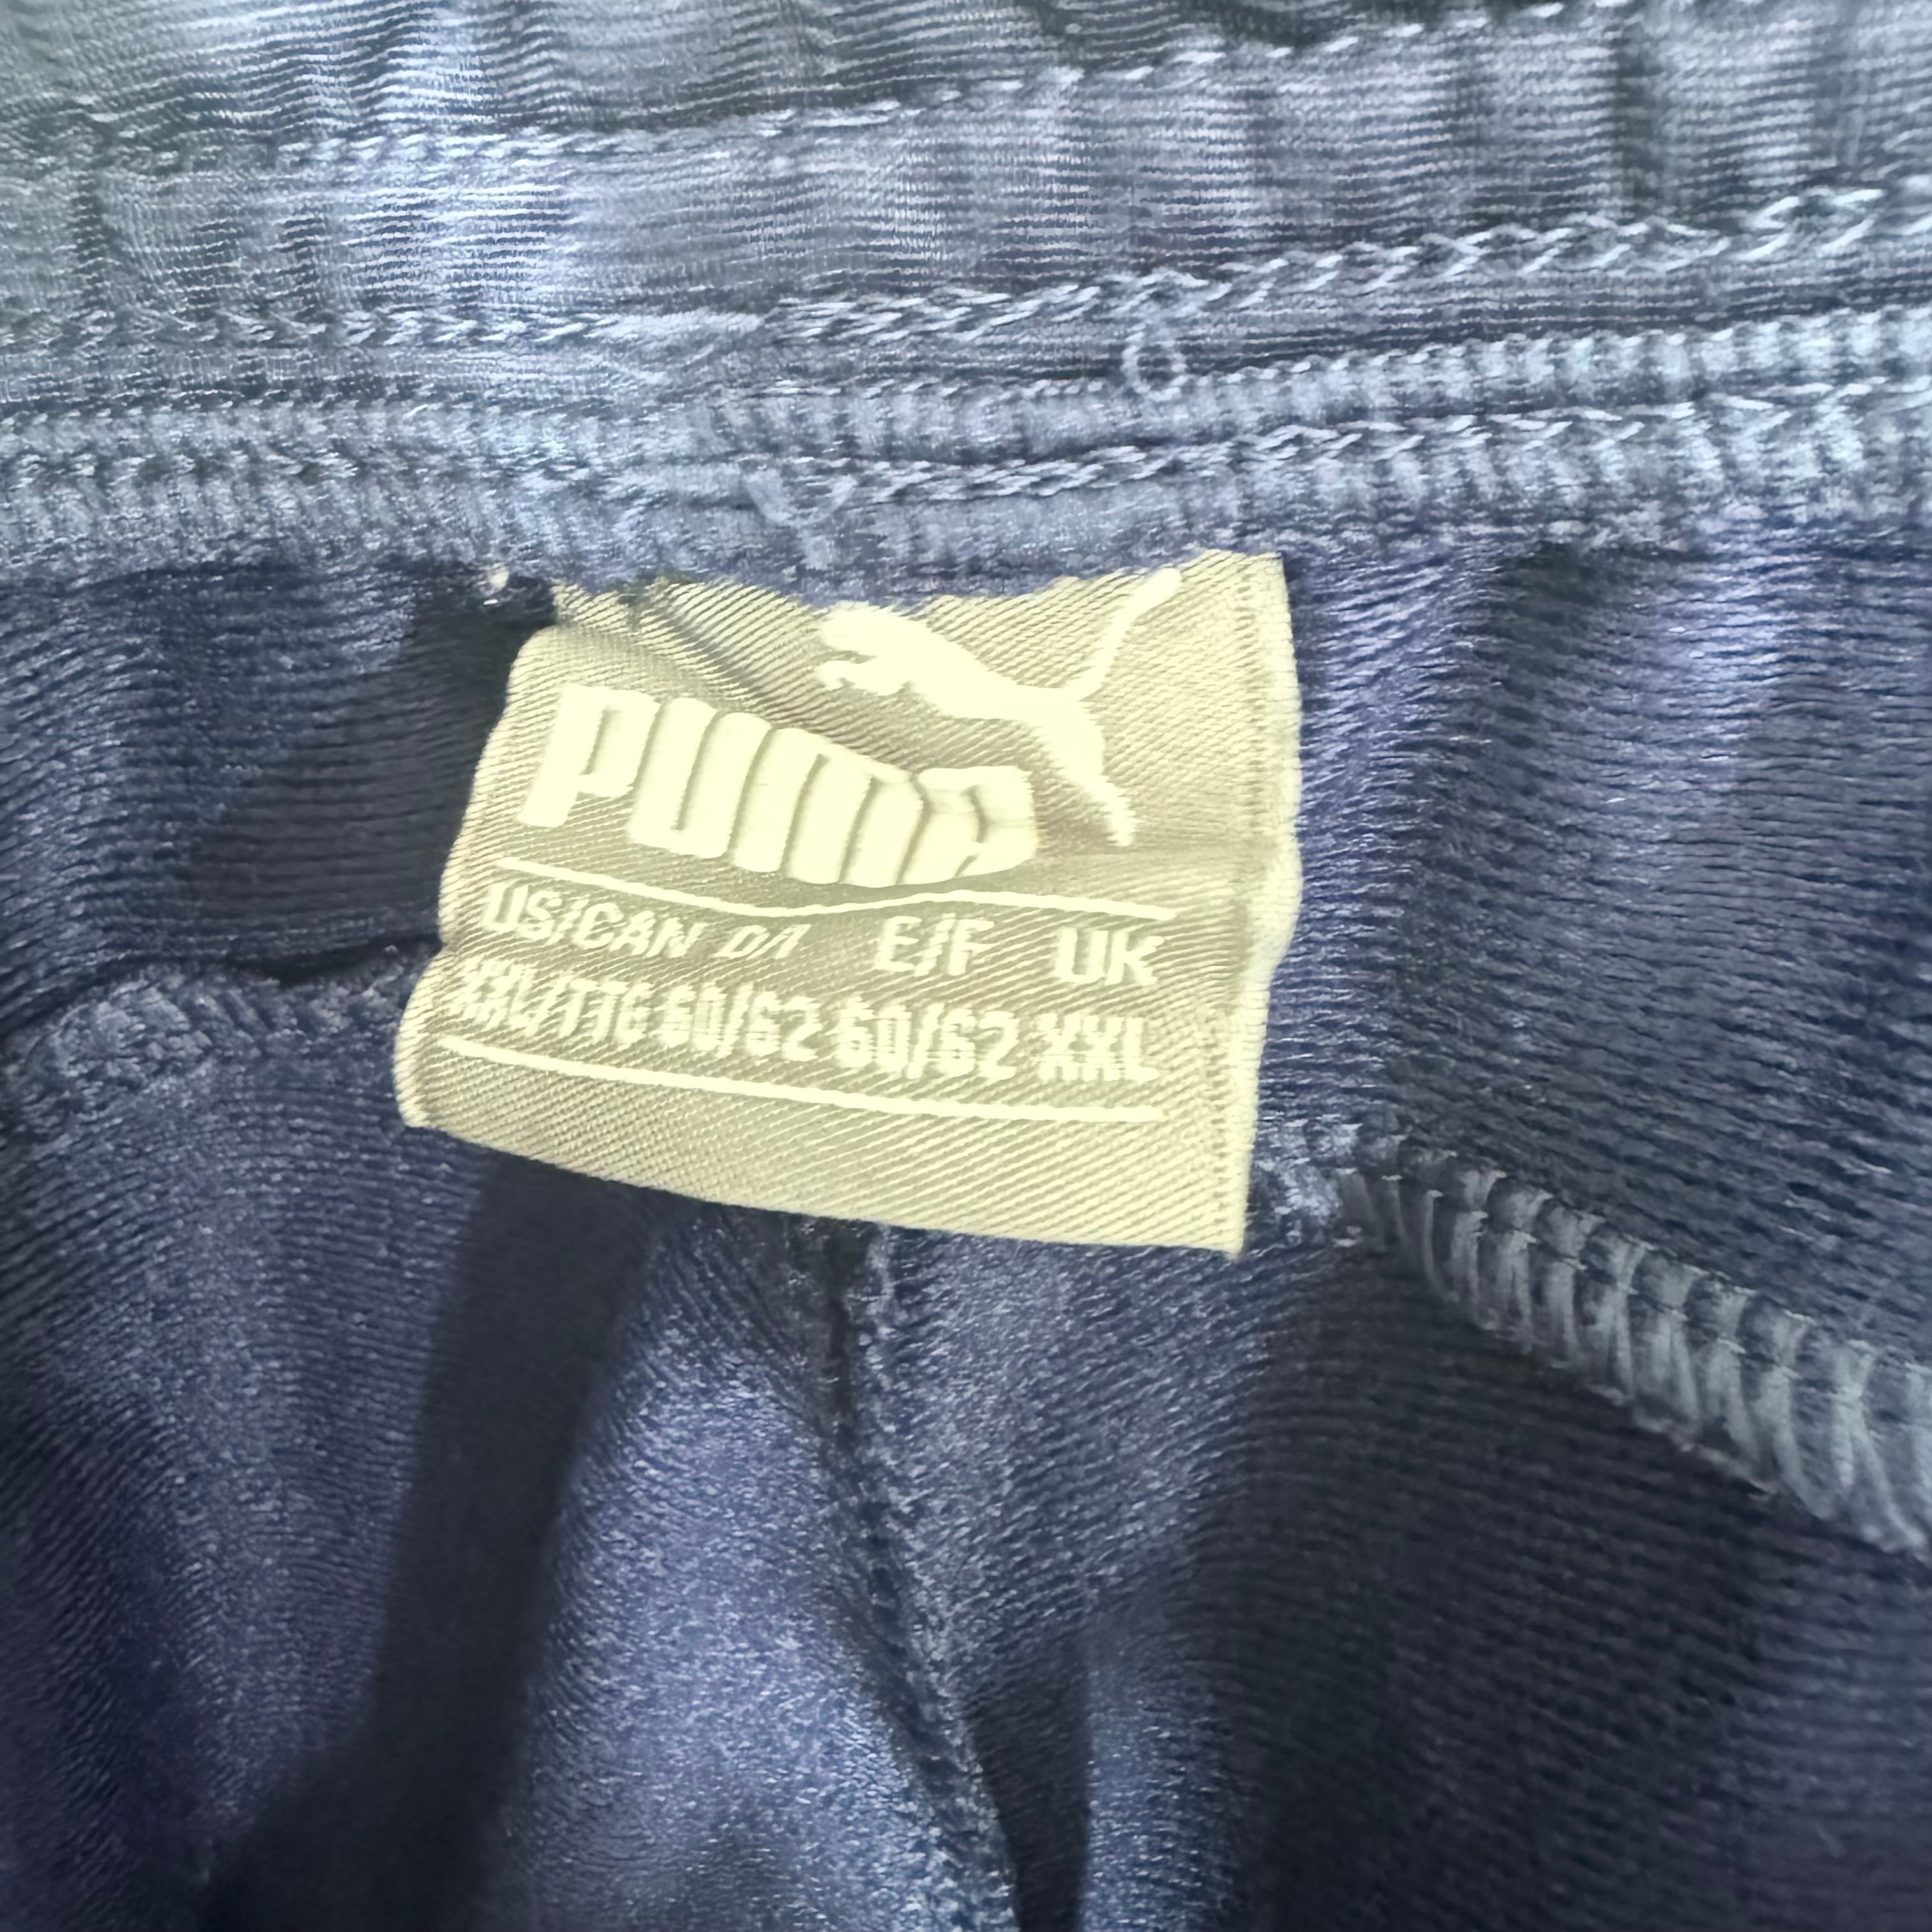 PUMA
US/CAN D/I E/F UK
XXL/TTG 60/62 60/62 XXL